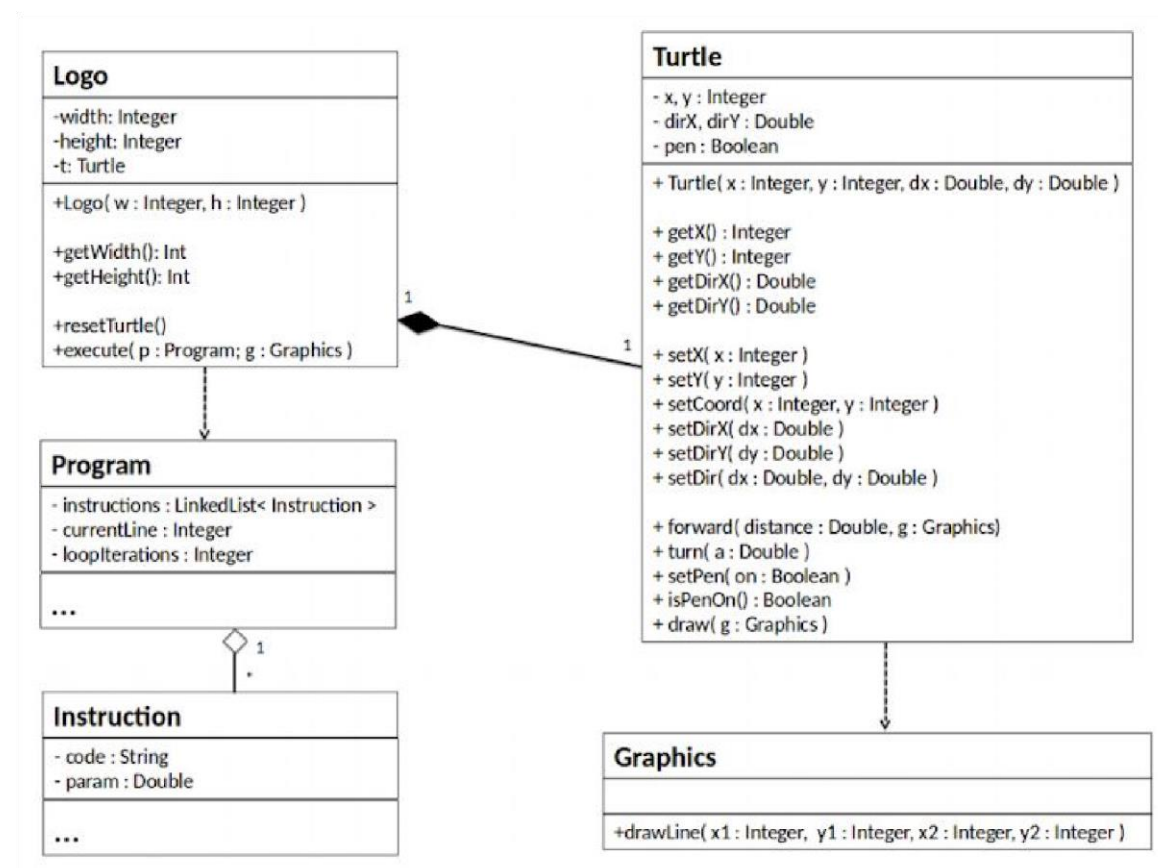 Logo
-width: Integer
-height: Integer
-t: Turtle
+Logo( w : Integer, h : Integer )
+getWidth(): Int
+getHeight(): Int
+resetTurtle()
+execute( p : Program; g : Graphics )
1
1
Turtle
- x, y : Integer
- dirX, dirY : Double
- pen : Boolean
+ Turtle( x : Integer, y : Integer, dx : Double, dy : Double )
+ getX() : Integer
+ getY() : Integer
+ getDirX() : Double
+ getDirY() : Double
+ setX( x : Integer )
+ setY( y : Integer )
+ setCoord( x : Integer, y : Integer )
+ setDirX( dx : Double )
+ setDirY( dy : Double )
+ setDir( dx : Double, dy : Double )
+ forward( distance : Double, g : Graphics)
+ turn( a : Double )
+ setPen( on : Boolean )
+ isPenOn() : Boolean
+ draw( g : Graphics )
Program
- instructions : LinkedList< Instruction >
- currentLine : Integer
- loopIterations : Integer
...
1
*
Instruction
- code : String
- param : Double
...
Graphics
+drawLine( x1 : Integer, y1 : Integer, x2 : Integer, y2 : Integer )